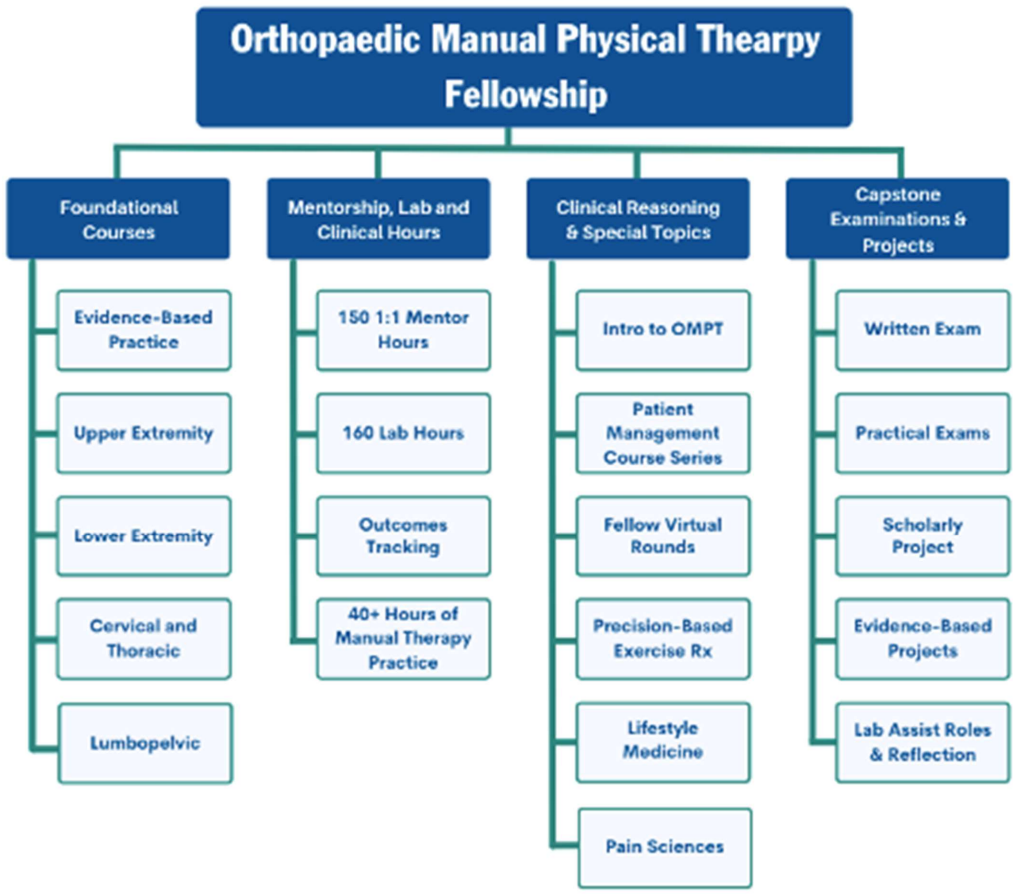 Orthopaedic Manual Physical Thearpy
Fellowship
Foundational
Courses
Evidence-Based
Practice
Upper Extremity
Lower Extremity
Cervical and
Thoracic
Lumbopelvic
Mentorship, Lab and
Clinical Hours
150 1:1 Mentor
Hours
160 Lab Hours
Outcomes
Tracking
40+ Hours of
Manual Therapy
Practice
Clinical Reasoning
& Special Topics
Intro to OMPT
Patient
Management
Course Series
Fellow Virtual
Rounds
Precision-Based
Exercise Rx
Lifestyle
Medicine
Pain Sciences
Capstone
Examinations &
Projects
Written Exam
Practical Exams
Scholarly
Project
Evidence-Based
Projects
Lab Assist Roles
& Reflection